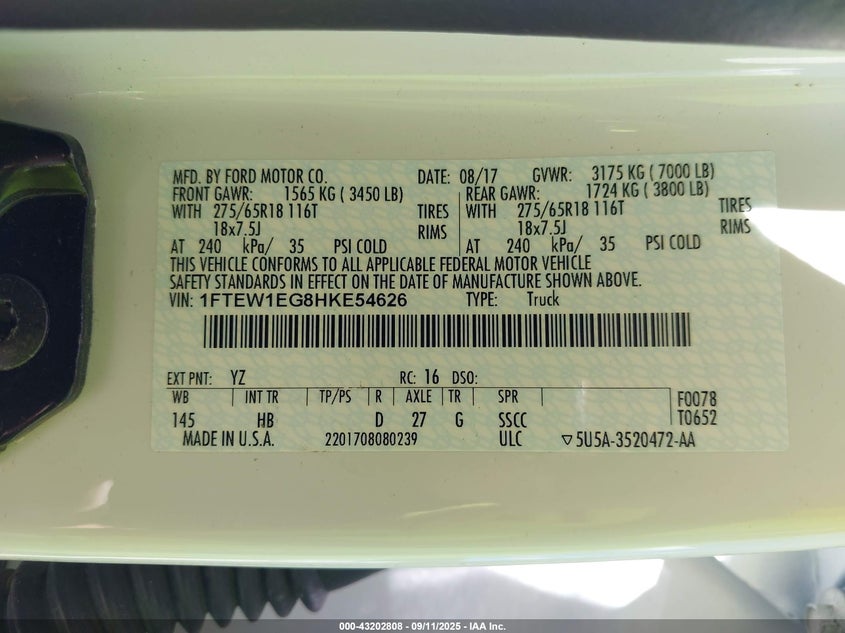 MFD. BY FORD MOTOR CO. DATE: 08/17 GVWR: 3175 KG ( 7000 LB)
FRONT GAWR: 1565 KG ( 3450 LB) REAR GAWR: 1724 KG ( 3800 LB)
WITH 275/65R18 116T TIRES WITH 275/65R18 116T TIRES
18x7.5J RIMS 18x7.5J RIMS
AT 240 kPa/ 35 PSI COLD AT 240 kPa/ 35 PSI COLD
THIS VEHICLE CONFORMS TO ALL APPLICABLE FEDERAL MOTOR VEHICLE
SAFETY STANDARDS IN EFFECT ON THE DATE OF MANUFACTURE SHOWN ABOVE.
VIN: 1FTEW1EG8HKE54626 TYPE: Truck
EXT PNT: YZ RC: 16 DSO:
WB INT TR TP/PS R AXLE TR SPR F0078
145 HB D 27 G SSCC T0652
MADE IN U.S.A. 2201708080239 ULC ▽5U5A-3520472-AA
000-43202808 - 09/11/2025 - IAA Inc.